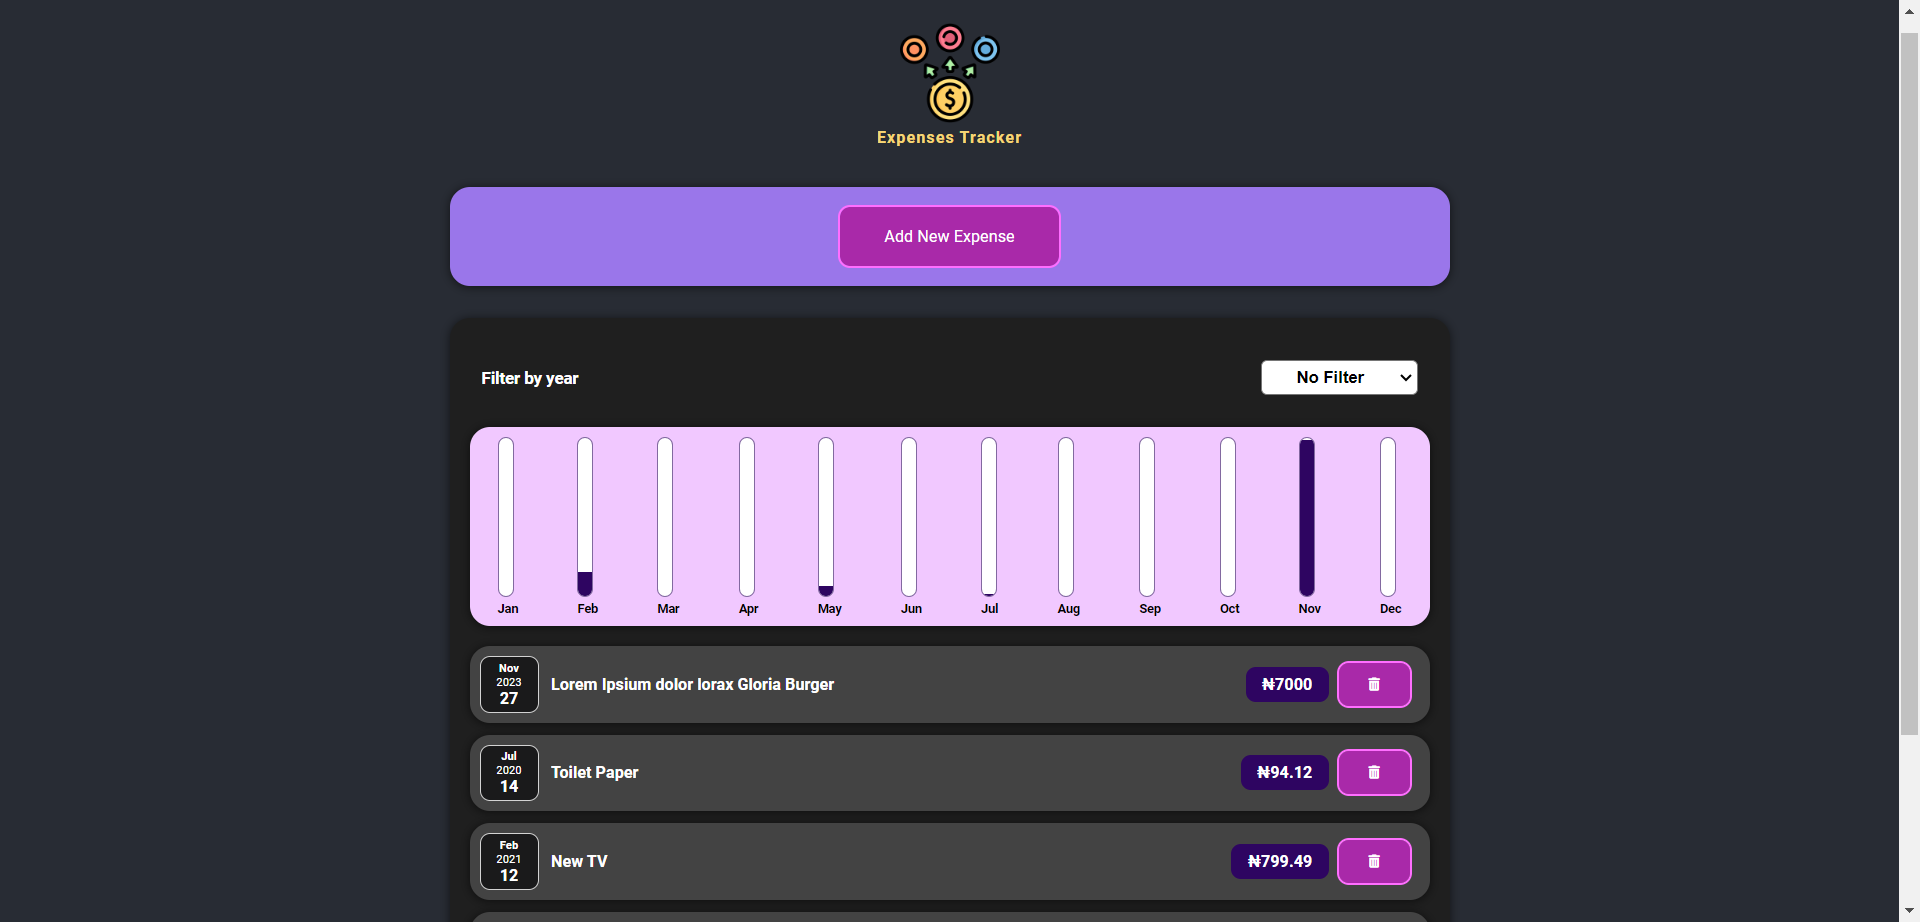 $
Expenses Tracker
Add New Expense
Filter by year
No Filter
Jan Feb Mar Apr May Jun Jul Aug Sep Oct Nov Dec
Nov
2023
27
Lorem Ipsium dolor lorax Gloria Burger
₦7000
Jul
2020
14
Toilet Paper
₦94.12
Feb
2021
12
New TV
₦799.49